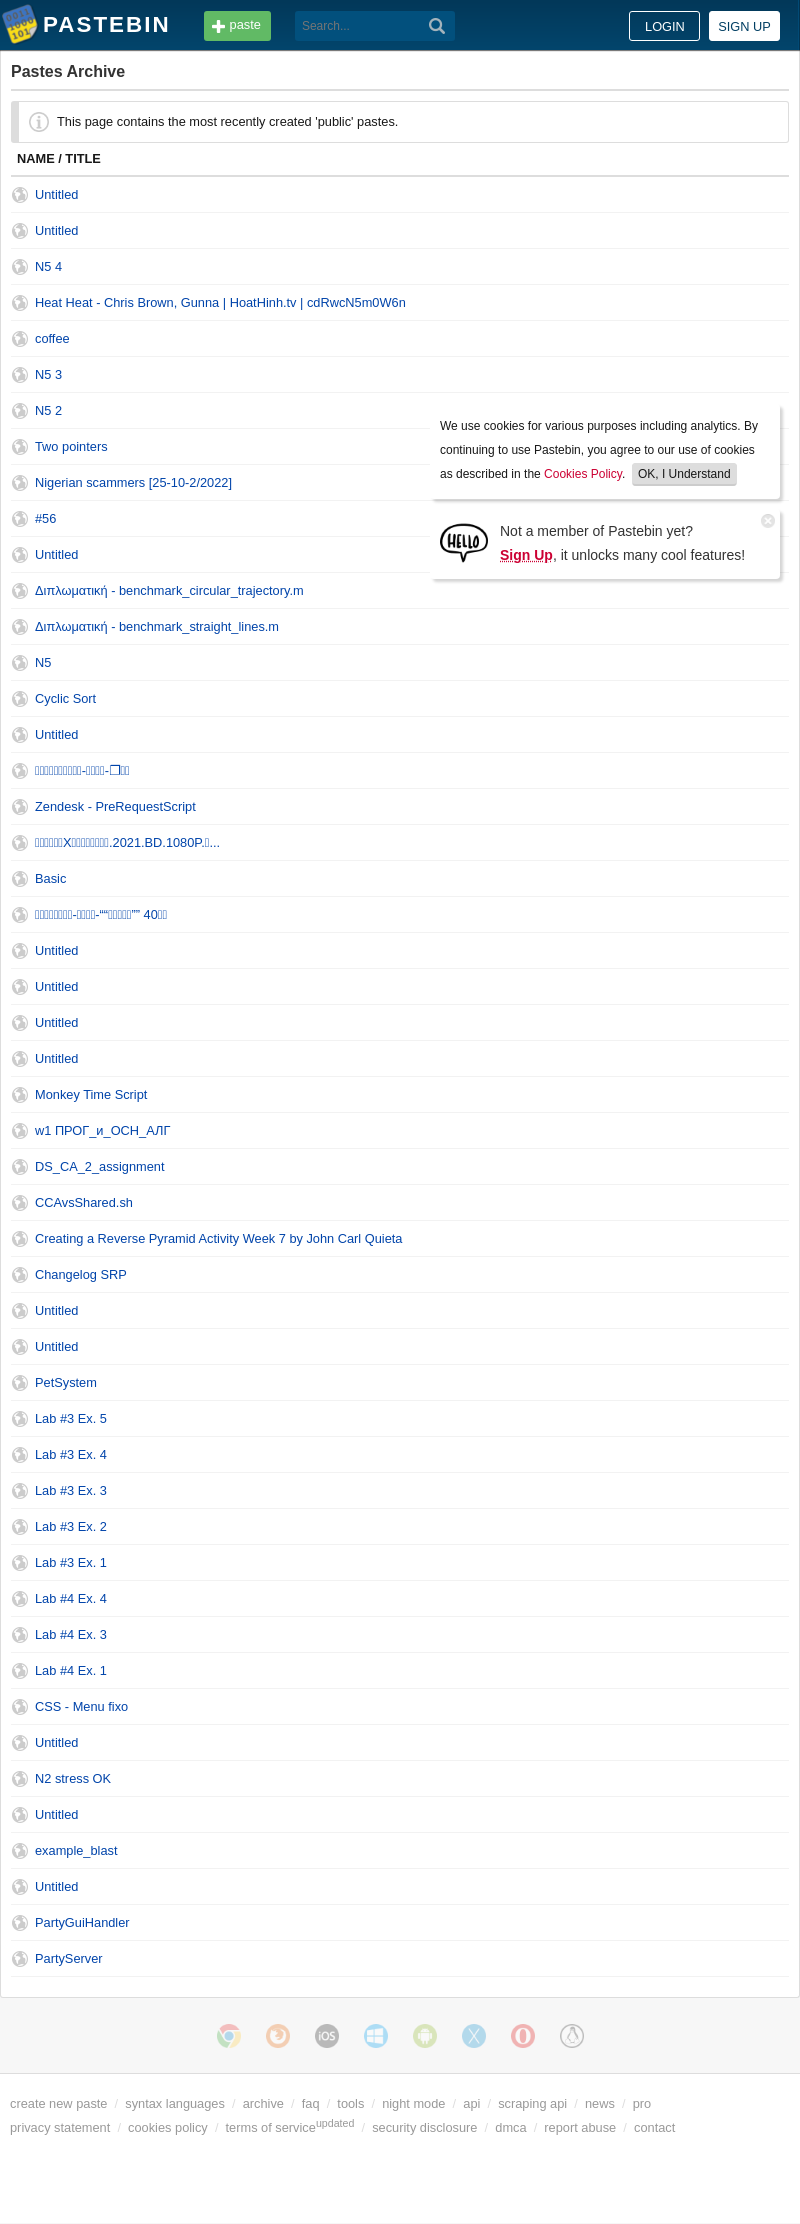 PASTEBIN
paste
Search...
LOGIN
SIGN UP
Pastes Archive
This page contains the most recently created 'public' pastes.
NAME / TITLE
Untitled
Untitled
N5 4
Heat Heat - Chris Brown, Gunna | HoatHinh.tv | cdRwcN5m0W6n
coffee
N5 3
N5 2
Two pointers
Nigerian scammers [25-10-2/2022]
#56
Untitled
Διπλωματική - benchmark_circular_trajectory.m
Διπλωματική - benchmark_straight_lines.m
N5
Cyclic Sort
Untitled
Zendesk - PreRequestScript
.2021.BD.1080P.
Basic
40
Untitled
Untitled
Untitled
Untitled
Monkey Time Script
w1 ПРОГ_и_ОСН_АЛГ
DS_CA_2_assignment
CCAvsShared.sh
Creating a Reverse Pyramid Activity Week 7 by John Carl Quieta
Changelog SRP
Untitled
Untitled
PetSystem
Lab #3 Ex. 5
Lab #3 Ex. 4
Lab #3 Ex. 3
Lab #3 Ex. 2
Lab #3 Ex. 1
Lab #4 Ex. 4
Lab #4 Ex. 3
Lab #4 Ex. 1
CSS - Menu fixo
Untitled
N2 stress OK
Untitled
example_blast
Untitled
PartyGuiHandler
PartyServer
We use cookies for various purposes including analytics. By
continuing to use Pastebin, you agree to our use of cookies
as described in the Cookies Policy. OK, I Understand
HELLO
Not a member of Pastebin yet?
Sign Up, it unlocks many cool features!
iOS
create new paste / syntax languages / archive / faq / tools / night mode / api / scraping api / news / pro
privacy statement / cookies policy / terms of service updated / security disclosure / dmca / report abuse / contact